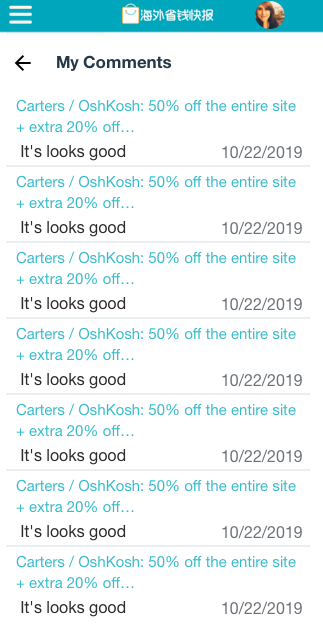 海外省钱快报
My Comments
Carters / OshKosh: 50% off the entire site
+ extra 20% off...
It's looks good 10/22/2019
Carters / OshKosh: 50% off the entire site
+ extra 20% off...
It's looks good 10/22/2019
Carters / OshKosh: 50% off the entire site
+ extra 20% off...
It's looks good 10/22/2019
Carters / OshKosh: 50% off the entire site
+ extra 20% off...
It's looks good 10/22/2019
Carters / OshKosh: 50% off the entire site
+ extra 20% off...
It's looks good 10/22/2019
Carters / OshKosh: 50% off the entire site
+ extra 20% off...
It's looks good 10/22/2019
Carters / OshKosh: 50% off the entire site
+ extra 20% off...
It's looks good 10/22/2019